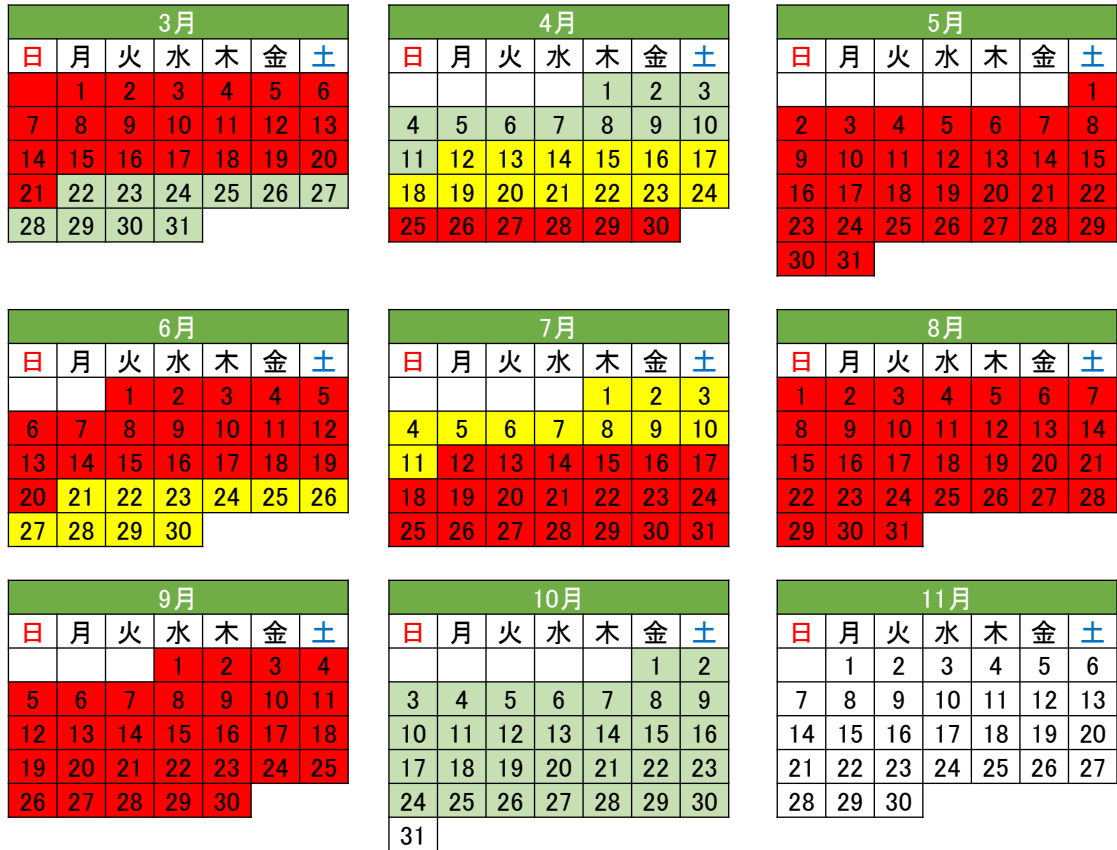 3月
日 月 火 水 木 金 土
1 2 3 4 5 6
7 8 9 10 11 12 13
14 15 16 17 18 19 20
21 22 23 24 25 26 27
28 29 30 31
4月
日 月 火 水 木 金 土
1 2 3
4 5 6 7 8 9 10
11 12 13 14 15 16 17
18 19 20 21 22 23 24
25 26 27 28 29 30
5月
日 月 火 水 木 金 土
1
2 3 4 5 6 7 8
9 10 11 12 13 14 15
16 17 18 19 20 21 22
23 24 25 26 27 28 29
30 31
6月
日 月 火 水 木 金 土
1 2 3 4 5
6 7 8 9 10 11 12
13 14 15 16 17 18 19
20 21 22 23 24 25 26
27 28 29 30
7月
日 月 火 水 木 金 土
1 2 3
4 5 6 7 8 9 10
11 12 13 14 15 16 17
18 19 20 21 22 23 24
25 26 27 28 29 30 31
8月
日 月 火 水 木 金 土
1 2 3 4 5 6 7
8 9 10 11 12 13 14
15 16 17 18 19 20 21
22 23 24 25 26 27 28
29 30 31
9月
日 月 火 水 木 金 土
1 2 3 4
5 6 7 8 9 10 11
12 13 14 15 16 17 18
19 20 21 22 23 24 25
26 27 28 29 30
10月
日 月 火 水 木 金 土
1 2
3 4 5 6 7 8 9
10 11 12 13 14 15 16
17 18 19 20 21 22 23
24 25 26 27 28 29 30
31
11月
日 月 火 水 木 金 土
1 2 3 4 5 6
7 8 9 10 11 12 13
14 15 16 17 18 19 20
21 22 23 24 25 26 27
28 29 30